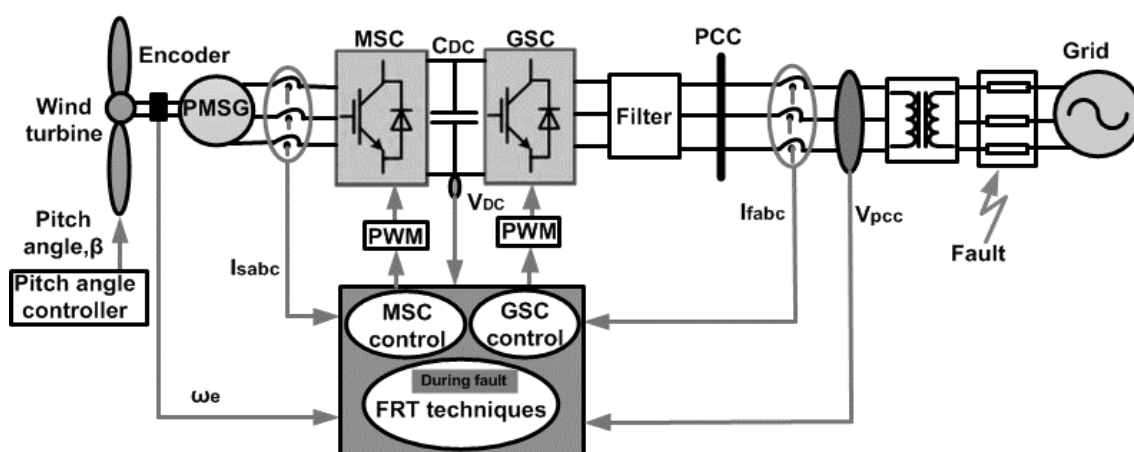 MSC
CDC
GSC
PCC
Grid
Encoder
Wind
turbine
PMSG
Filter
VDC
Ifabc
Vpcc
Pitch
angle,β
PWM
PWM
Fault
Isabc
Pitch angle
controller
MSC
control
GSC
control
During fault
FRT techniques
ωe